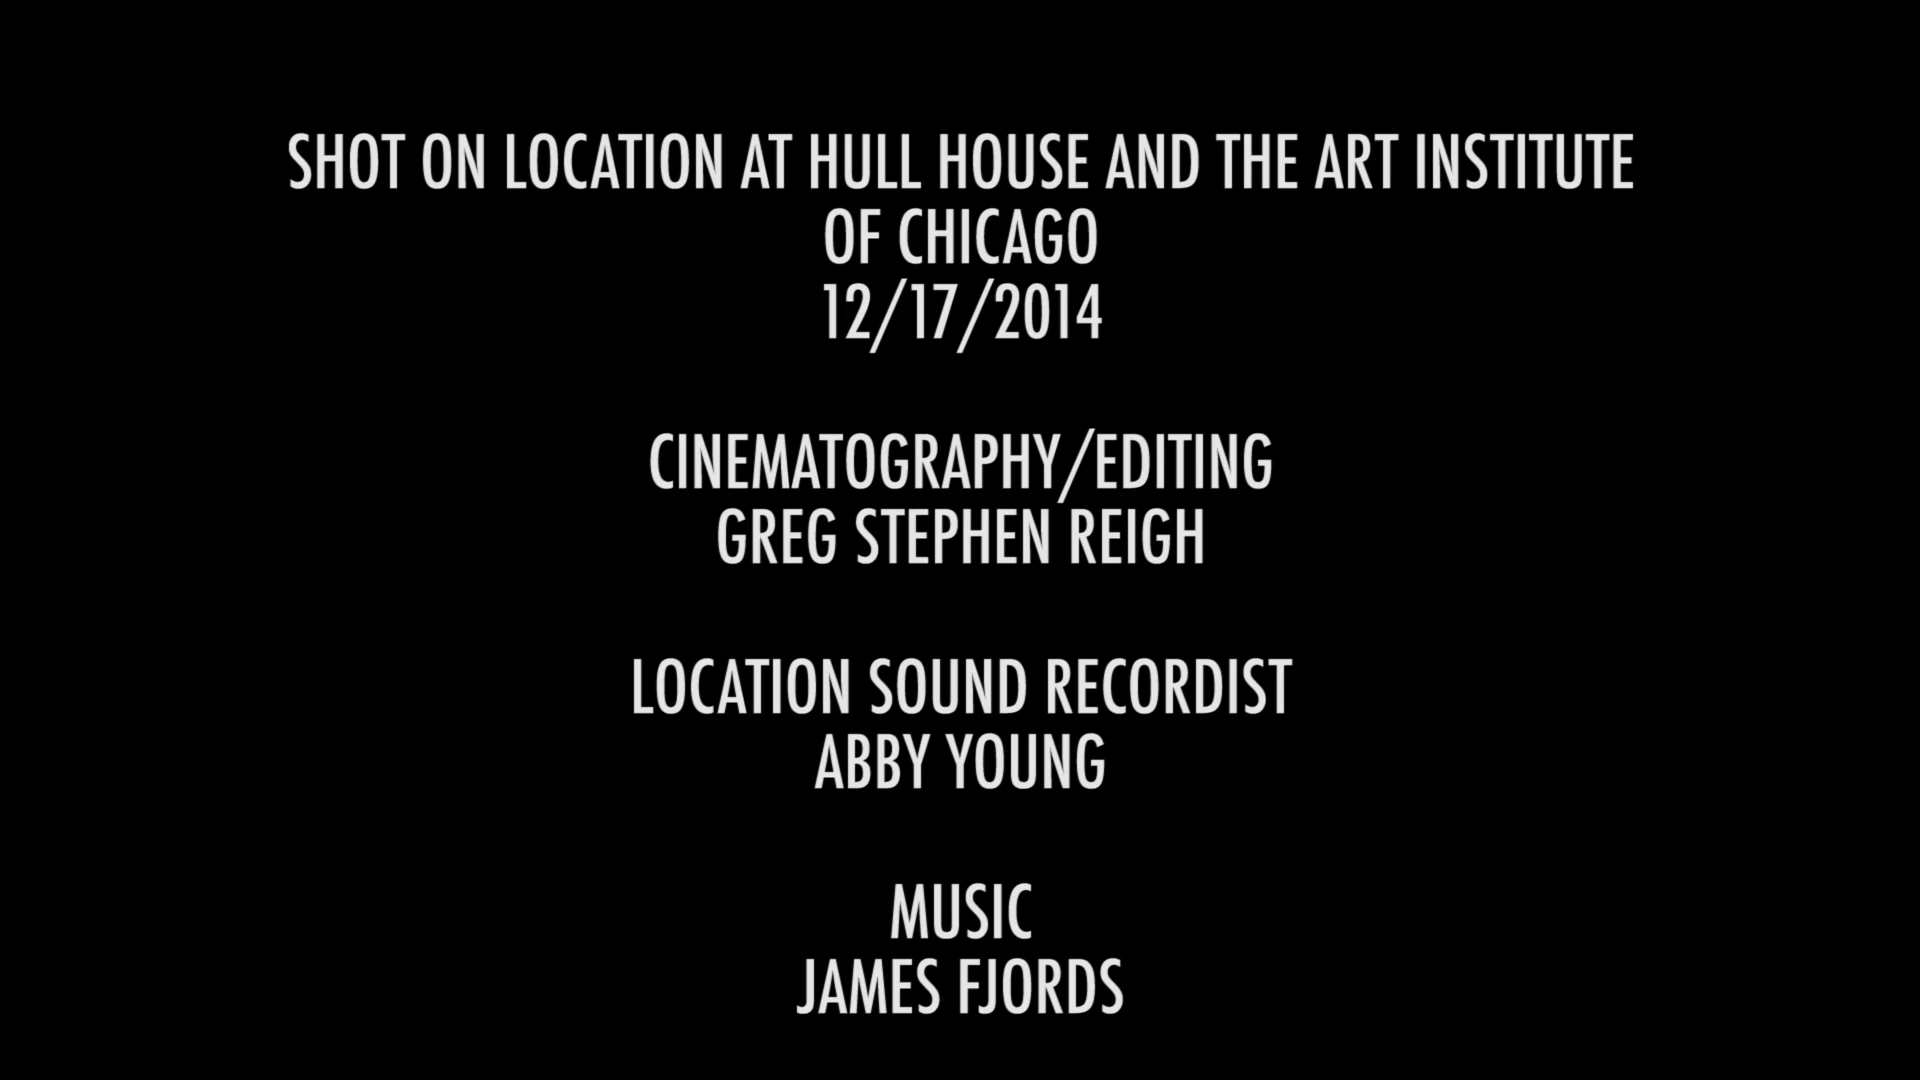 SHOT ON LOCATION AT HULL HOUSE AND THE ART INSTITUTE
OF CHICAGO
12/17/2014
CINEMATOGRAPHY/EDITING
GREG STEPHEN REIGH
LOCATION SOUND RECORDIST
ABBY YOUNG
MUSIC
JAMES FJORDS